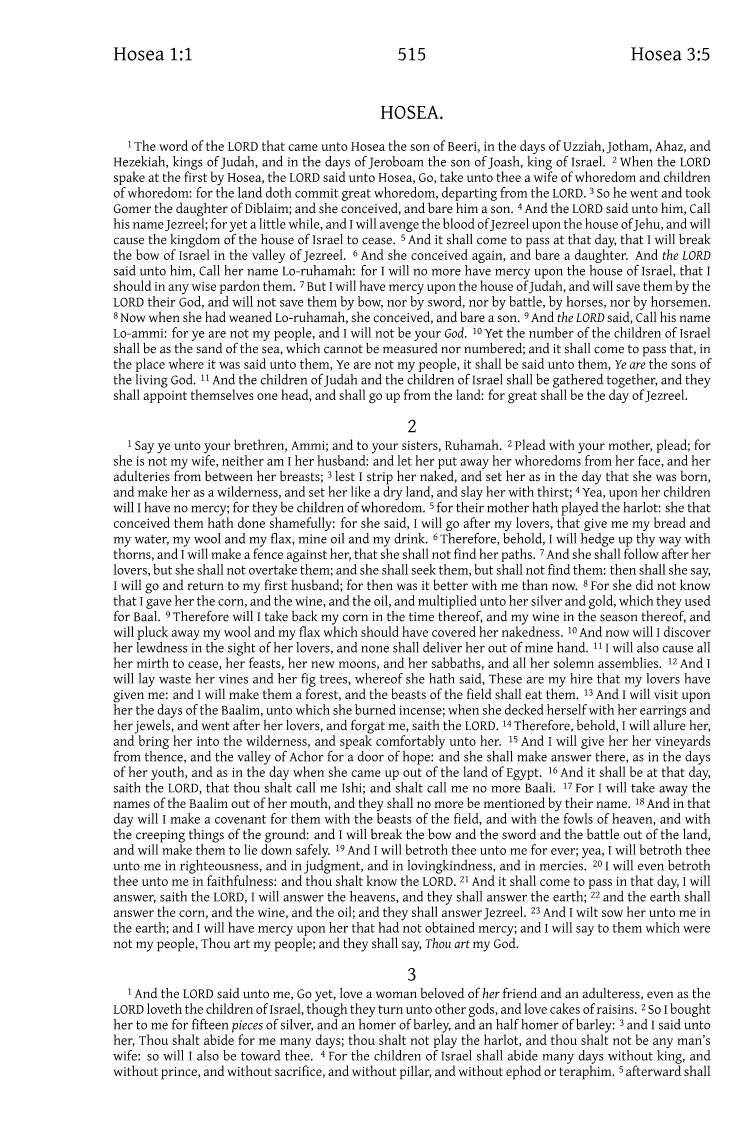 Hosea 1:1 515 Hosea 3:5
HOSEA.
1 The word of the LORD that came unto Hosea the son of Beeri, in the days of Uzziah, Jotham, Ahaz, and
Hezekiah, kings of Judah, and in the days of Jeroboam the son of Joash, king of Israel. 2 When the LORD
spake at the first by Hosea, the LORD said unto Hosea, Go, take unto thee a wife of whoredom and children
of whoredom: for the land doth commit great whoredom, departing from the LORD. 3 So he went and took
Gomer the daughter of Diblaim; and she conceived, and bare him a son. 4 And the LORD said unto him, Call
his name Jezreel; for yet a little while, and I will avenge the blood of Jezreel upon the house of Jehu, and will
cause the kingdom of the house of Israel to cease. 5 And it shall come to pass at that day, that I will break
the bow of Israel in the valley of Jezreel. 6 And she conceived again, and bare a daughter. And the LORD
said unto him, Call her name Lo-ruhamah: for I will no more have mercy upon the house of Israel, that I
should in any wise pardon them. 7 But I will have mercy upon the house of Judah, and will save them by the
LORD their God, and will not save them by bow, nor by sword, nor by battle, by horses, nor by horsemen.
8 Now when she had weaned Lo-ruhamah, she conceived, and bare a son. 9 And the LORD said, Call his name
Lo-ammi: for ye are not my people, and I will not be your God. 10 Yet the number of the children of Israel
shall be as the sand of the sea, which cannot be measured nor numbered; and it shall come to pass that, in
the place where it was said unto them, Ye are not my people, it shall be said unto them, Ye are the sons of
the living God. 11 And the children of Judah and the children of Israel shall be gathered together, and they
shall appoint themselves one head, and shall go up from the land: for great shall be the day of Jezreel.
2
1 Say ye unto your brethren, Ammi; and to your sisters, Ruhamah. 2 Plead with your mother, plead; for
she is not my wife, neither am I her husband: and let her put away her whoredoms from her face, and her
adulteries from between her breasts; 3 lest I strip her naked, and set her as in the day that she was born,
and make her as a wilderness, and set her like a dry land, and slay her with thirst; 4 Yea, upon her children
will I have no mercy; for they be children of whoredom. 5 for their mother hath played the harlot: she that
conceived them hath done shamefully: for she said, I will go after my lovers, that give me my bread and
my water, my wool and my flax, mine oil and my drink. 6 Therefore, behold, I will hedge up thy way with
thorns, and I will make a fence against her, that she shall not find her paths. 7 And she shall follow after her
lovers, but she shall not overtake them; and she shall seek them, but shall not find them: then shall she say,
I will go and return to my first husband; for then was it better with me than now. 8 For she did not know
that I gave her the corn, and the wine, and the oil, and multiplied unto her silver and gold, which they used
for Baal. 9 Therefore will I take back my corn in the time thereof, and my wine in the season thereof, and
will pluck away my wool and my flax which should have covered her nakedness. 10 And now will I discover
her lewdness in the sight of her lovers, and none shall deliver her out of mine hand. 11 I will also cause all
her mirth to cease, her feasts, her new moons, and her sabbaths, and all her solemn assemblies. 12 And I
will lay waste her vines and her fig trees, whereof she hath said, These are my hire that my lovers have
given me: and I will make them a forest, and the beasts of the field shall eat them. 13 And I will visit upon
her the days of the Baalim, unto which she burned incense; when she decked herself with her earrings and
her jewels, and went after her lovers, and forgat me, saith the LORD. 14 Therefore, behold, I will allure her,
and bring her into the wilderness, and speak comfortably unto her. 15 And I will give her her vineyards
from thence, and the valley of Achor for a door of hope: and she shall make answer there, as in the days
of her youth, and as in the day when she came up out of the land of Egypt. 16 And it shall be at that day,
saith the LORD, that thou shalt call me Ishi; and shalt call me no more Baali. 17 For I will take away the
names of the Baalim out of her mouth, and they shall no more be mentioned by their name. 18 And in that
day will I make a covenant for them with the beasts of the field, and with the fowls of heaven, and with
the creeping things of the ground: and I will break the bow and the sword and the battle out of the land,
and will make them to lie down safely. 19 And I will betroth thee unto me for ever; yea, I will betroth thee
unto me in righteousness, and in judgment, and in lovingkindness, and in mercies. 20 I will even betroth
thee unto me in faithfulness: and thou shalt know the LORD. 21 And it shall come to pass in that day, I will
answer, saith the LORD, I will answer the heavens, and they shall answer the earth; 22 and the earth shall
answer the corn, and the wine, and the oil; and they shall answer Jezreel. 23 And I wilt sow her unto me in
the earth; and I will have mercy upon her that had not obtained mercy; and I will say to them which were
not my people, Thou art my people; and they shall say, Thou art my God.
3
1 And the LORD said unto me, Go yet, love a woman beloved of her friend and an adulteress, even as the
LORD loveth the children of Israel, though they turn unto other gods, and love cakes of raisins. 2 So I bought
her to me for fifteen pieces of silver, and an homer of barley, and an half homer of barley: 3 and I said unto
her, Thou shalt abide for me many days; thou shalt not play the harlot, and thou shalt not be any man's
wife: so will I also be toward thee. 4 For the children of Israel shall abide many days without king, and
without prince, and without sacrifice, and without pillar, and without ephod or teraphim. 5 afterward shall